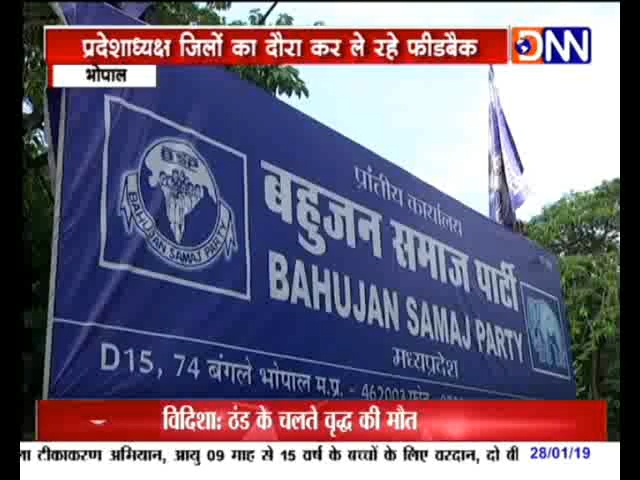 प्रदेशाध्यक्ष जिलों का दौरा कर ले रहे फीडबैक
DNN
भोपाल
BSP
BAHUJAN SAMAJ PARTY
प्रांतीय कार्यालय
बहुजन समाज पार्टी
BAHUJAN SAMAJ PARTY
मध्यप्रदेश
D15, 74 बंगले भोपाल म.प्र. - 462003
विदिशा: ठंड के चलते वृद्ध की मौत
टीकाकरण अभियान, आयु 09 माह से 15 वर्ष के बच्चों के लिए वरदान, दो
28/01/19